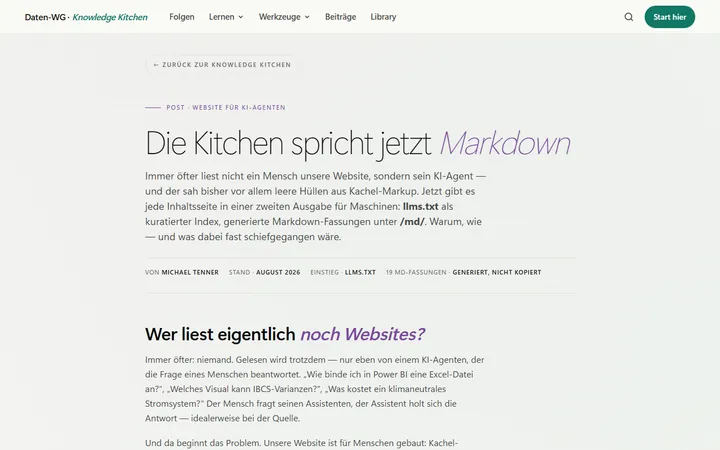 Daten-WG · Knowledge Kitchen Folgen Lernen Werkzeuge Beiträge Library Start hier
← ZURÜCK ZUR KNOWLEDGE KITCHEN
POST · WEBSITE FÜR KI-AGENTEN
Die Kitchen spricht jetzt Markdown
Immer öfter liest nicht ein Mensch unsere Website, sondern sein KI-Agent —
und der sah bisher vor allem leere Hüllen aus Kachel-Markup. Jetzt gibt es
jede Inhaltsseite in einer zweiten Ausgabe für Maschinen: llms.txt als
kuratierter Index, generierte Markdown-Fassungen unter /md/. Warum, wie
— und was dabei fast schiefgegangen wäre.
VON MICHAEL TENNER STAND · AUGUST 2026 EINSTIEG · LLMS.TXT 19 MD-FASSUNGEN · GENERIERT, NICHT KOPIERT
Wer liest eigentlich noch Websites?
Immer öfter: niemand. Gelesen wird trotzdem — nur eben von einem KI-Agenten, der
die Frage eines Menschen beantwortet. „Wie binde ich in Power BI eine Excel-Datei
an?“, „Welches Visual kann IBCS-Varianzen?“, „Was kostet ein klimaneutrales
Stromsystem?“ Der Mensch fragt seinen Assistenten, der Assistent holt sich die
Antwort — idealerweise bei der Quelle.
Und da beginnt das Problem. Unsere Website ist für Menschen gebaut: Kachel-